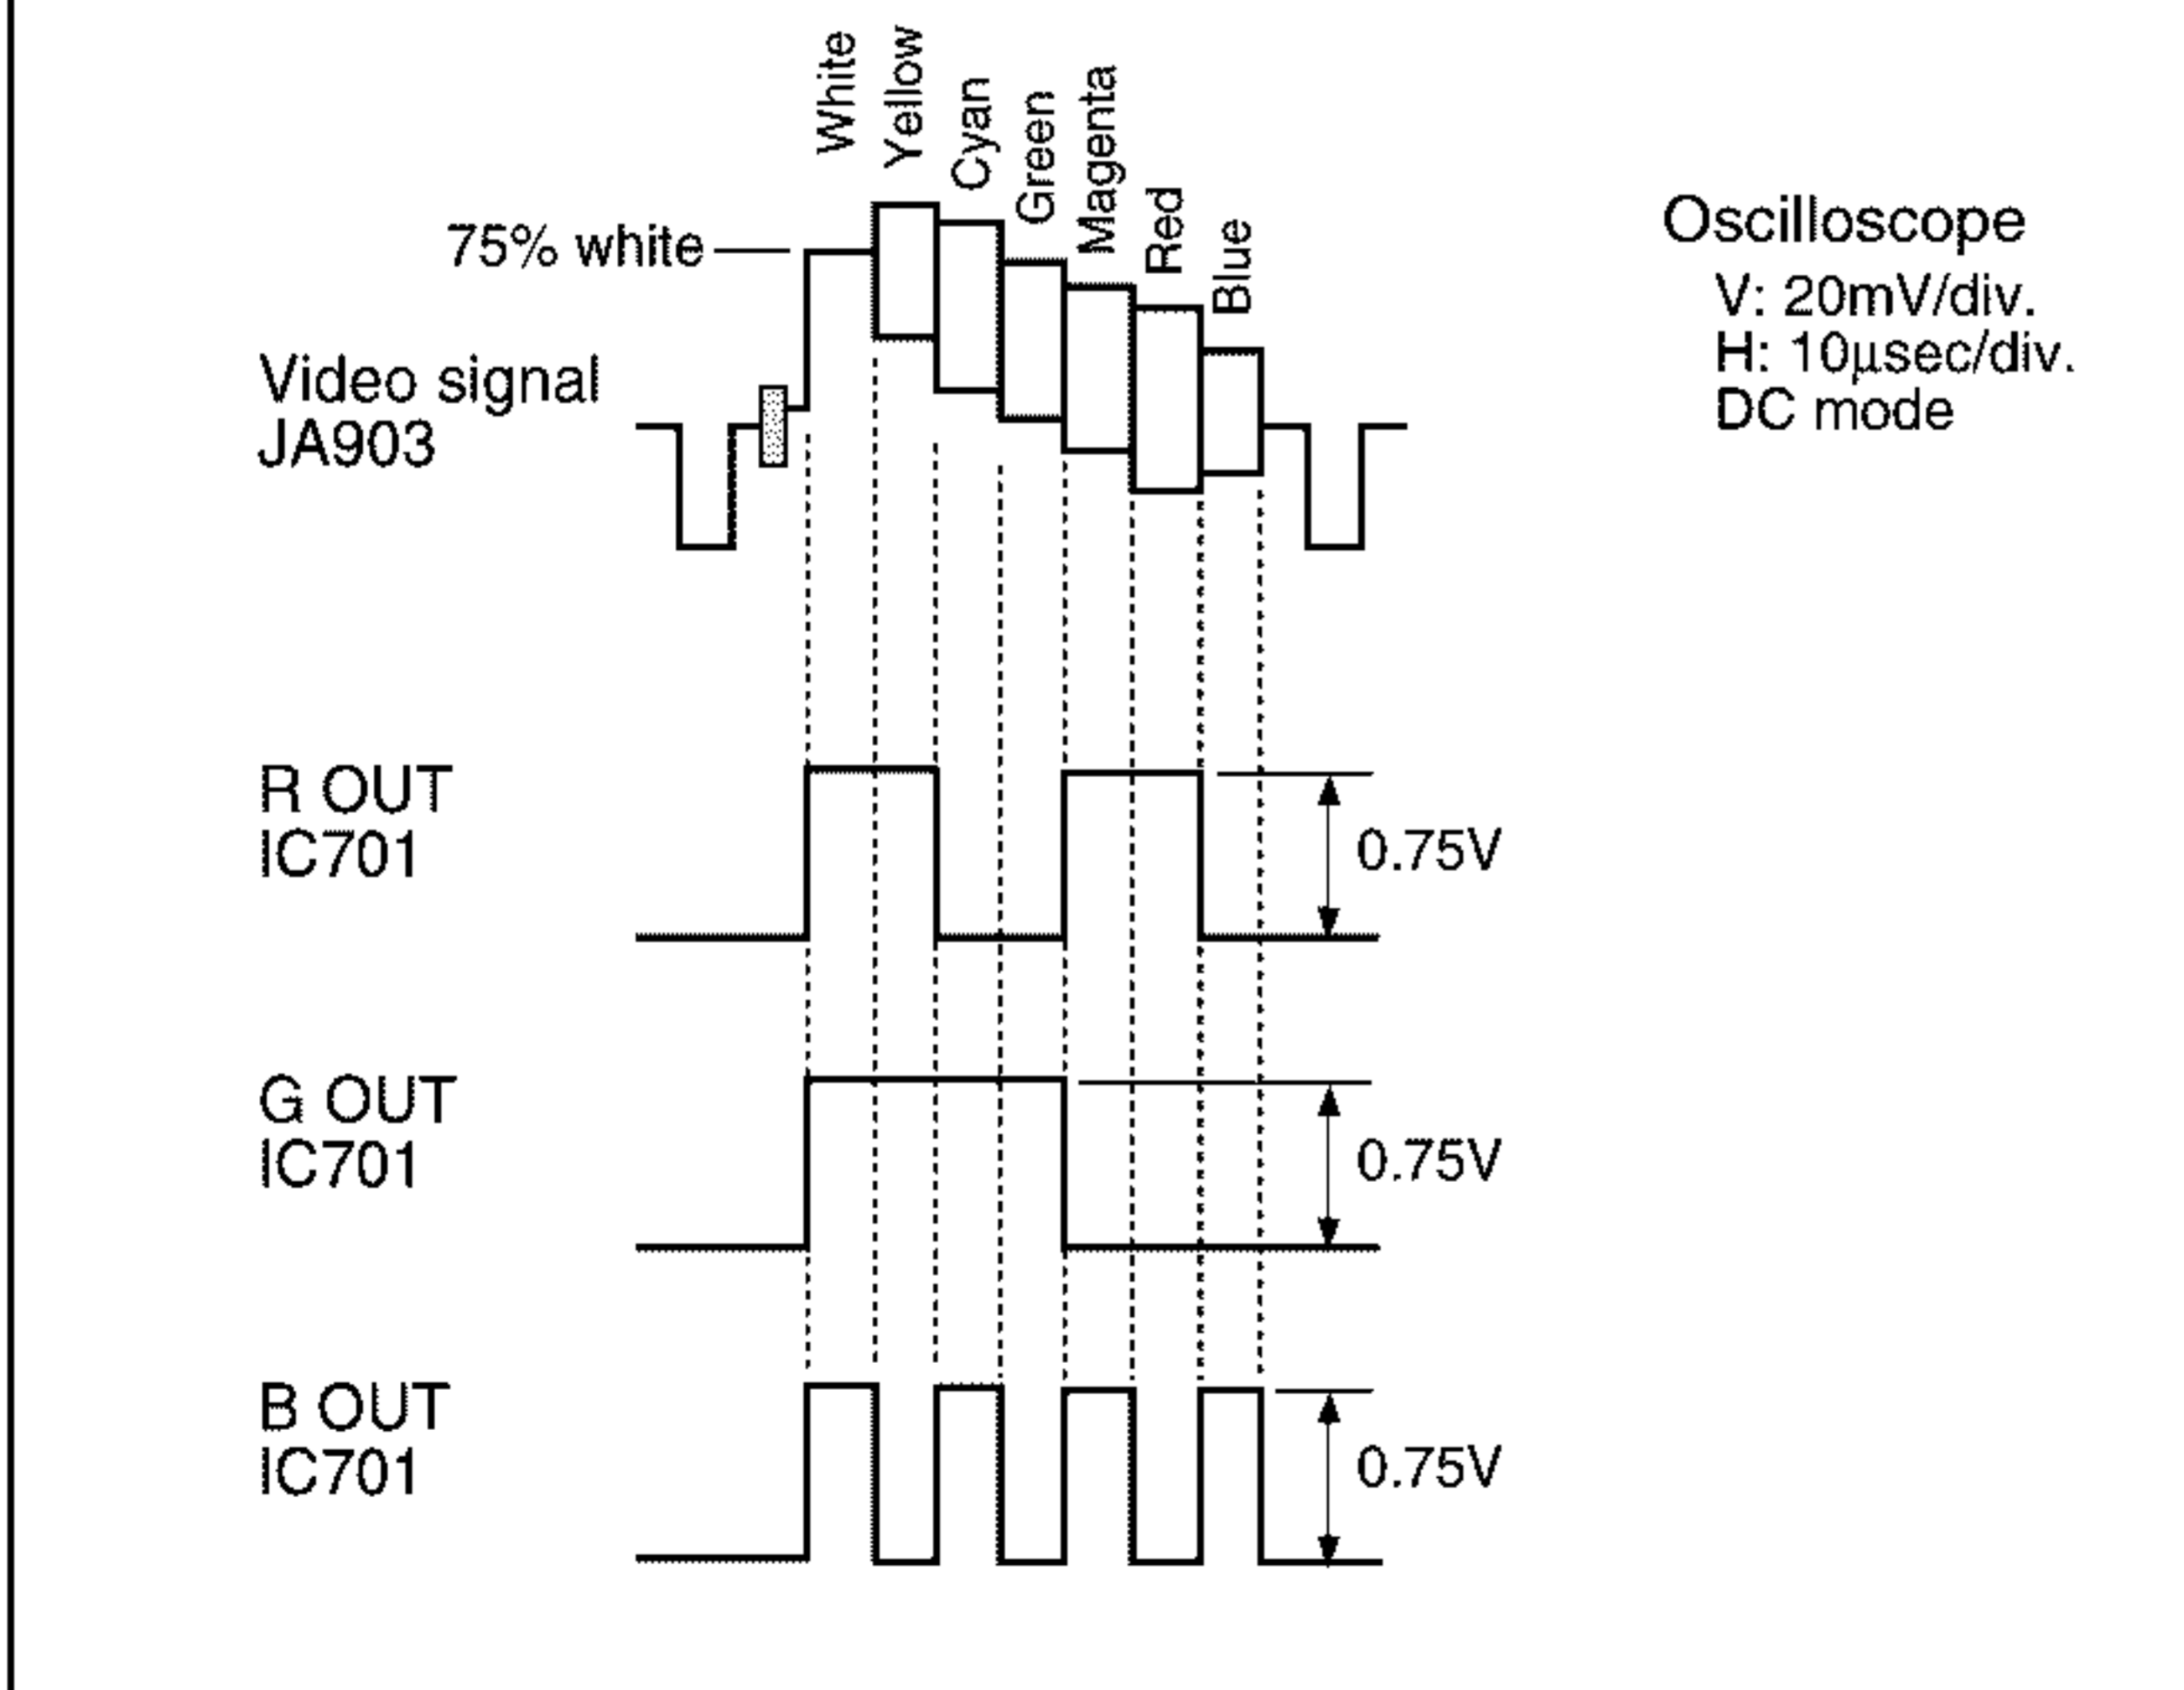 White
Yellow
Cyan
Green
Magenta
Red
Blue
75% white
Oscilloscope
V: 20mV/div.
H: 10μsec/div.
DC mode
Video signal
JA903
R OUT
IC701
0.75V
G OUT
IC701
0.75V
B OUT
IC701
0.75V